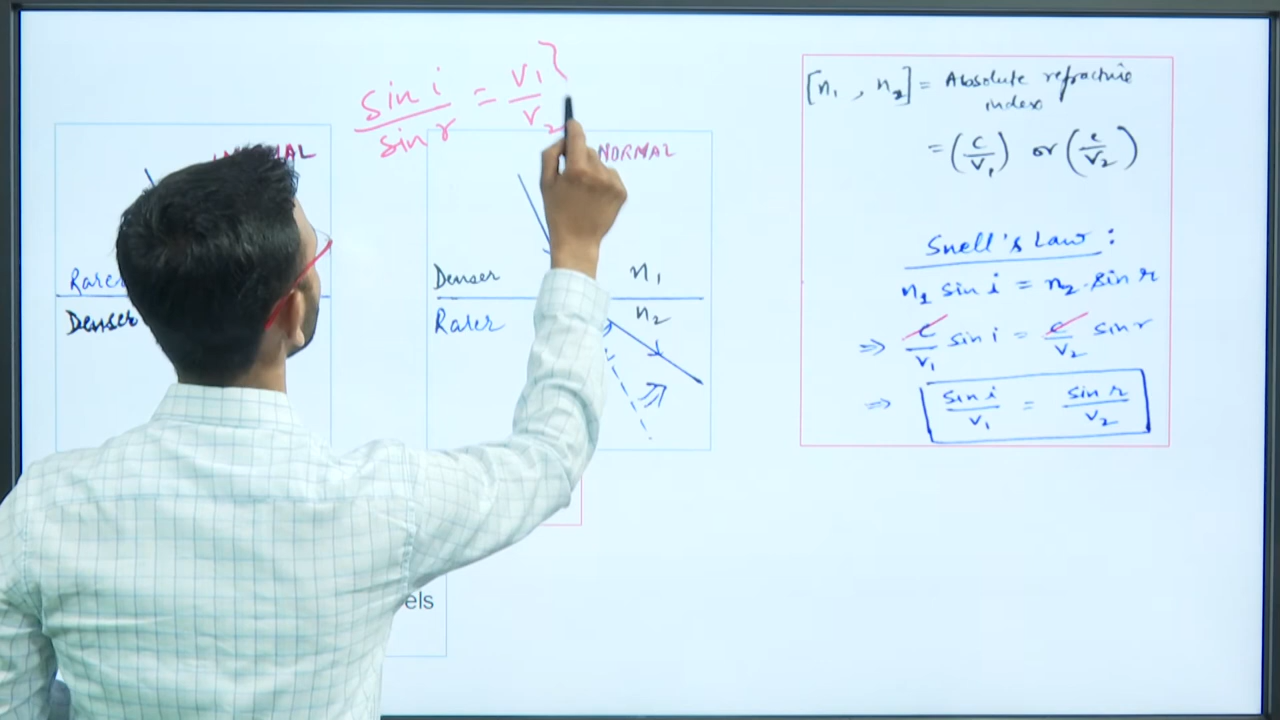 sin i / sin r = v₁ / v₂ }
NORMAL
Rarer
Denser
NORMAL
Denser n₁
Rarer n₂
els
[n₁ , n₂] = Absolute refractive
index
= (c/v₁) or (c/v₂)
Snell's Law :
n₁ sin i = n₂ . sin r
⇒ c/v₁ sin i = c/v₂ sin r
⇒ sin i / v₁ = sin r / v₂